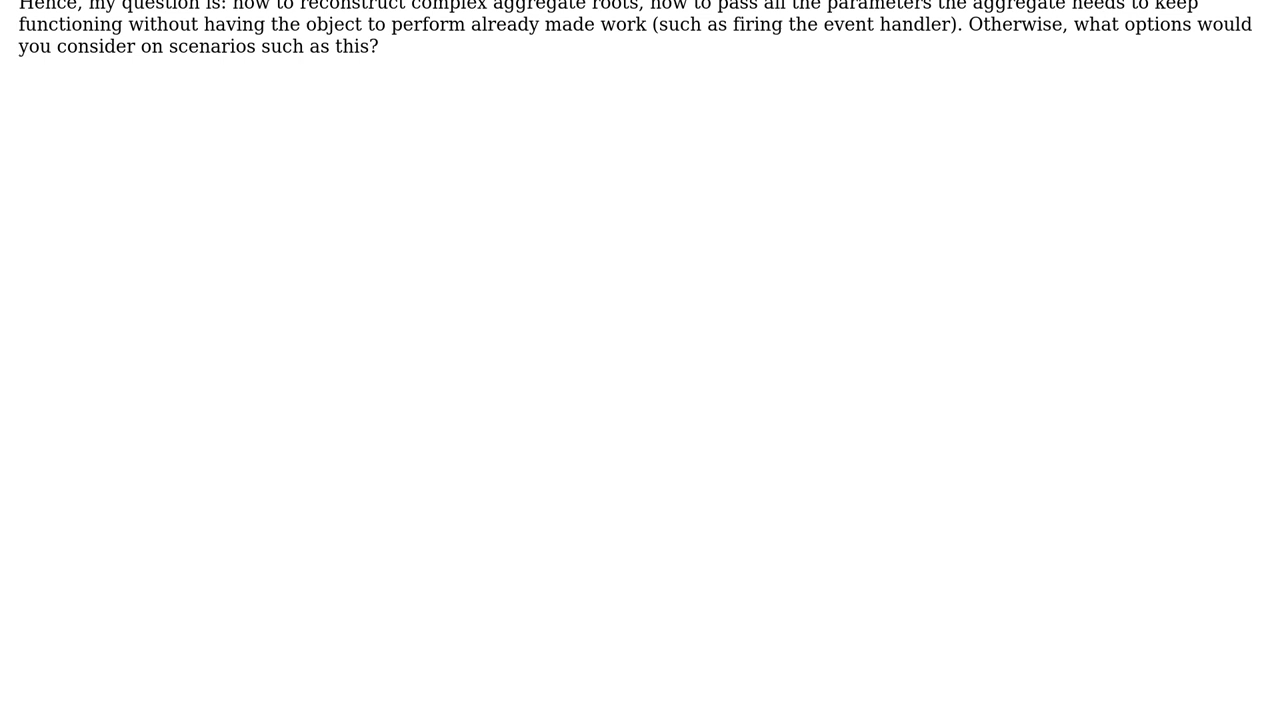 Hence, my question is: how to reconstruct complex aggregate roots, how to pass all the parameters the aggregate needs to keep
functioning without having the object to perform already made work (such as firing the event handler). Otherwise, what options would
you consider on scenarios such as this?